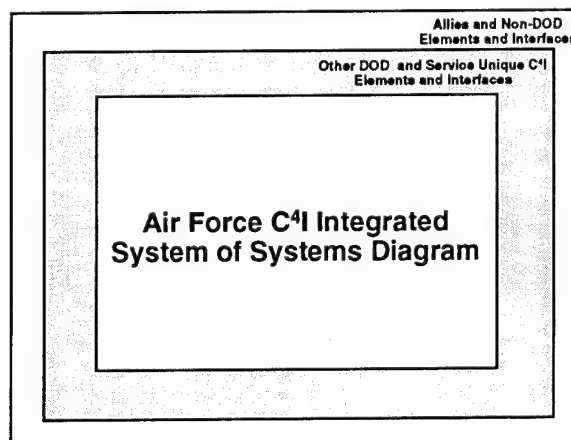 Allies and Non-DOD
Elements and Interfaces
Other DOD and Service Unique C⁴I
Elements and Interfaces
Air Force C⁴I Integrated
System of Systems Diagram